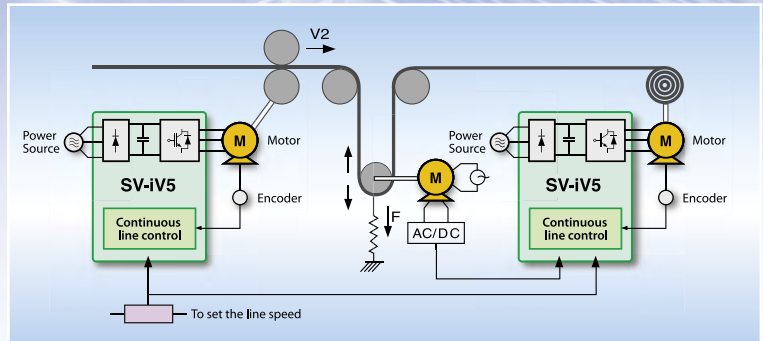 V2
Power
Source
M
Motor
SV-iV5
Encoder
Continuous
line control
To set the line speed
F
M
AC/DC
Power
Source
M
Motor
SV-iV5
Encoder
Continuous
line control